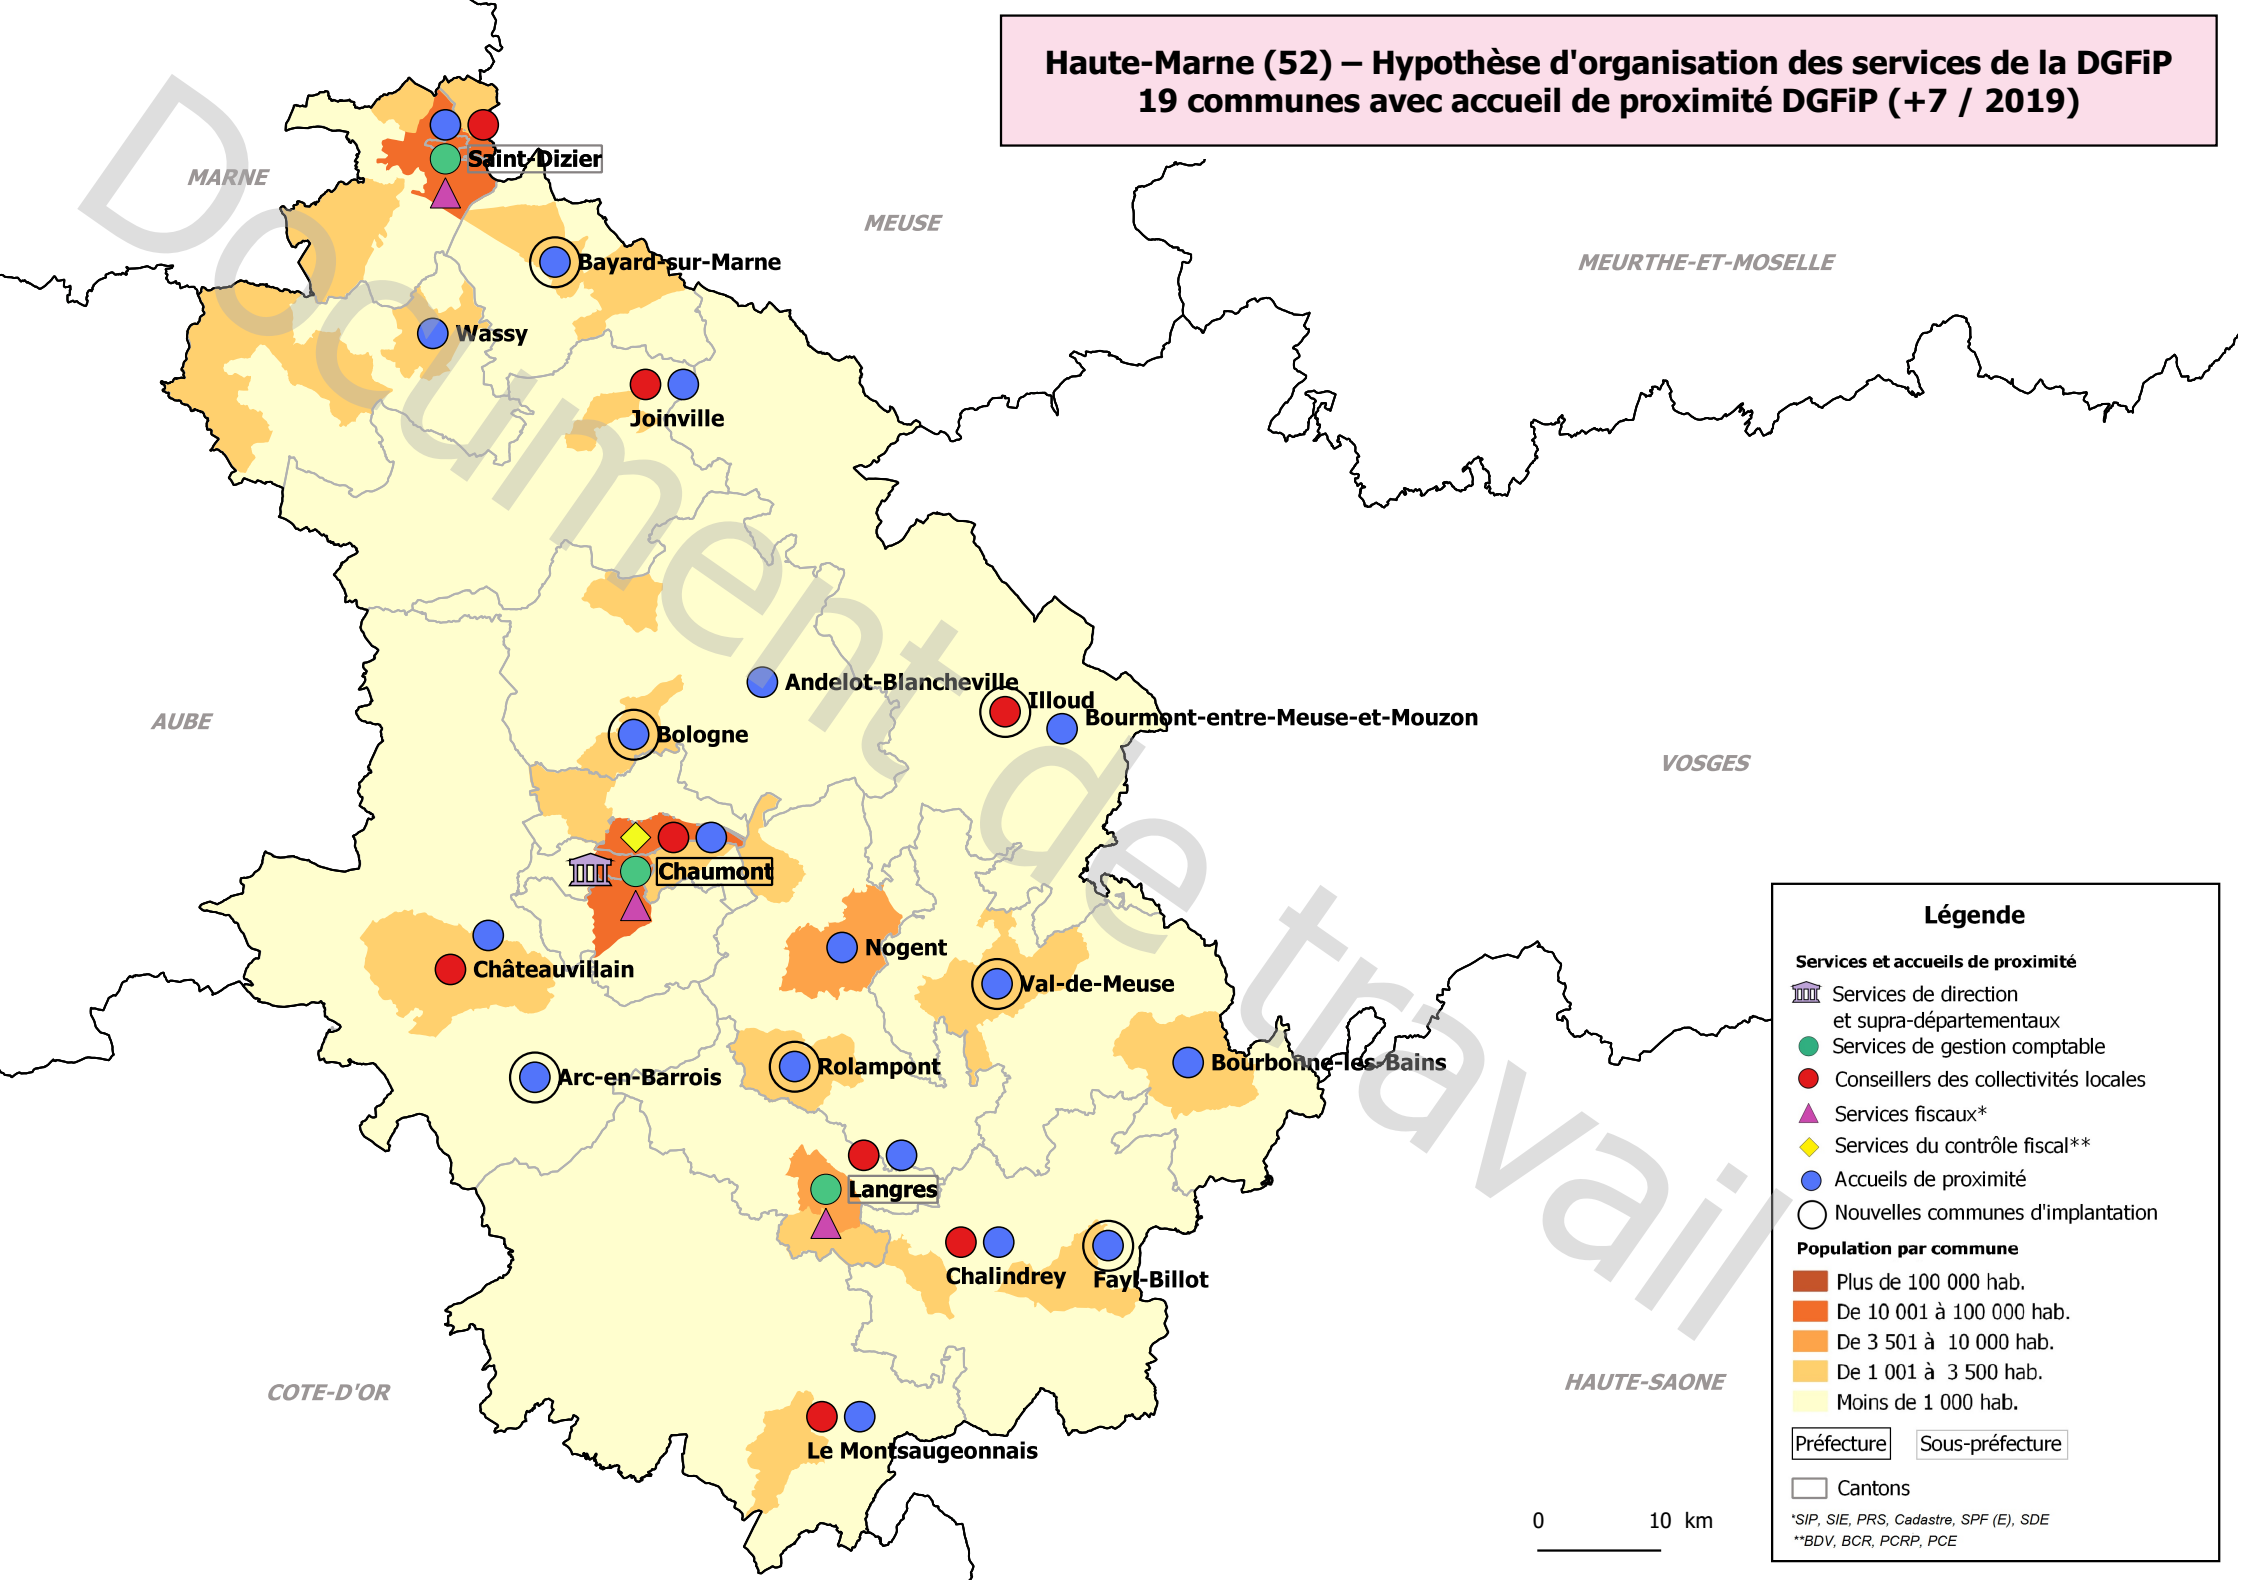 Haute-Marne (52) – Hypothèse d'organisation des services de la DGFiP
19 communes avec accueil de proximité DGFiP (+7 / 2019)
Document de travail
MARNE
MEUSE
MEURTHE-ET-MOSELLE
AUBE
VOSGES
COTE-D'OR
HAUTE-SAONE
Saint-Dizier
Bayard-sur-Marne
Wassy
Joinville
Andelot-Blancheville
Illoud
Bourmont-entre-Meuse-et-Mouzon
Bologne
Chaumont
Nogent
Châteauvillain
Val-de-Meuse
Bourbonne-les-Bains
Rolampont
Arc-en-Barrois
Langres
Chalindrey
Fayl-Billot
Le Montsaugeonnais
0 10 km
Légende
Services et accueils de proximité
Services de direction
et supra-départementaux
Services de gestion comptable
Conseillers des collectivités locales
Services fiscaux*
Services du contrôle fiscal**
Accueils de proximité
Nouvelles communes d'implantation
Population par commune
Plus de 100 000 hab.
De 10 001 à 100 000 hab.
De 3 501 à 10 000 hab.
De 1 001 à 3 500 hab.
Moins de 1 000 hab.
Préfecture Sous-préfecture
Cantons
*SIP, SIE, PRS, Cadastre, SPF (E), SDE
**BDV, BCR, PCRP, PCE